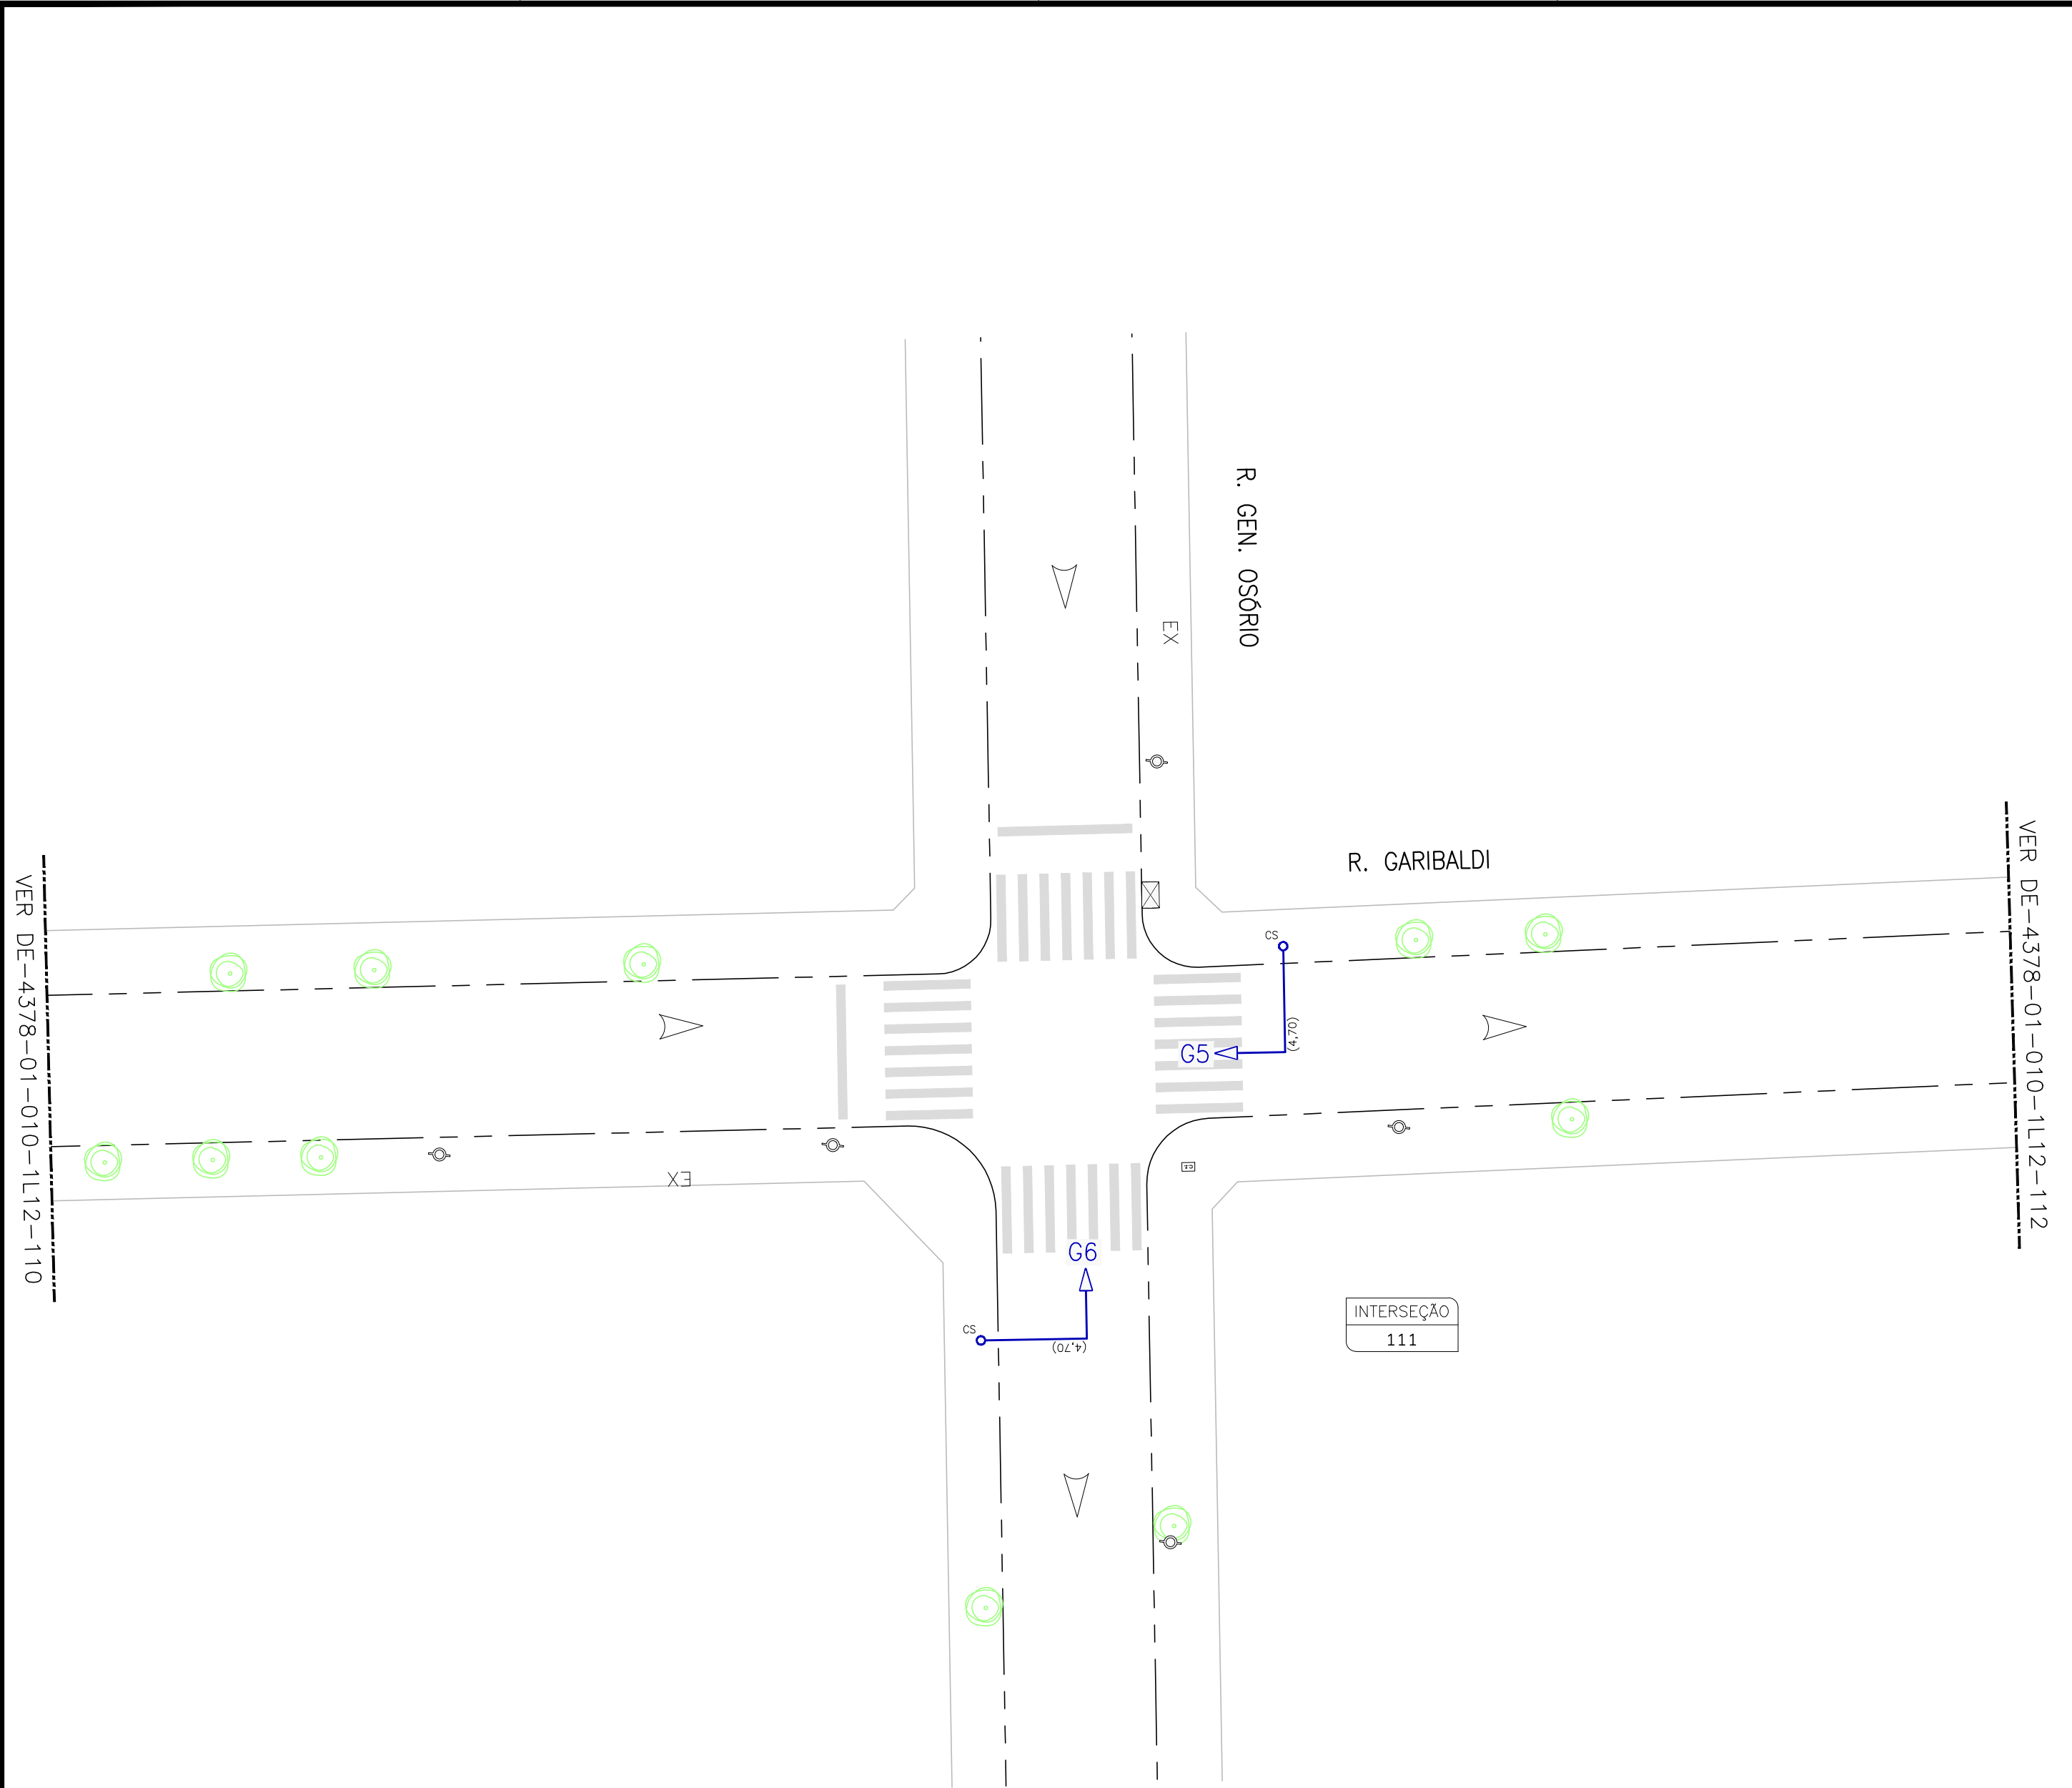 R. GEN. OSÓRIO
EX
R. GARIBALDI
VER DE-4378-01-010-1L12-110
VER DE-4378-01-010-1L12-112
CS
(4,70)
G5
EX
G6
CS
(4,70)
INTERSEÇÃO
111